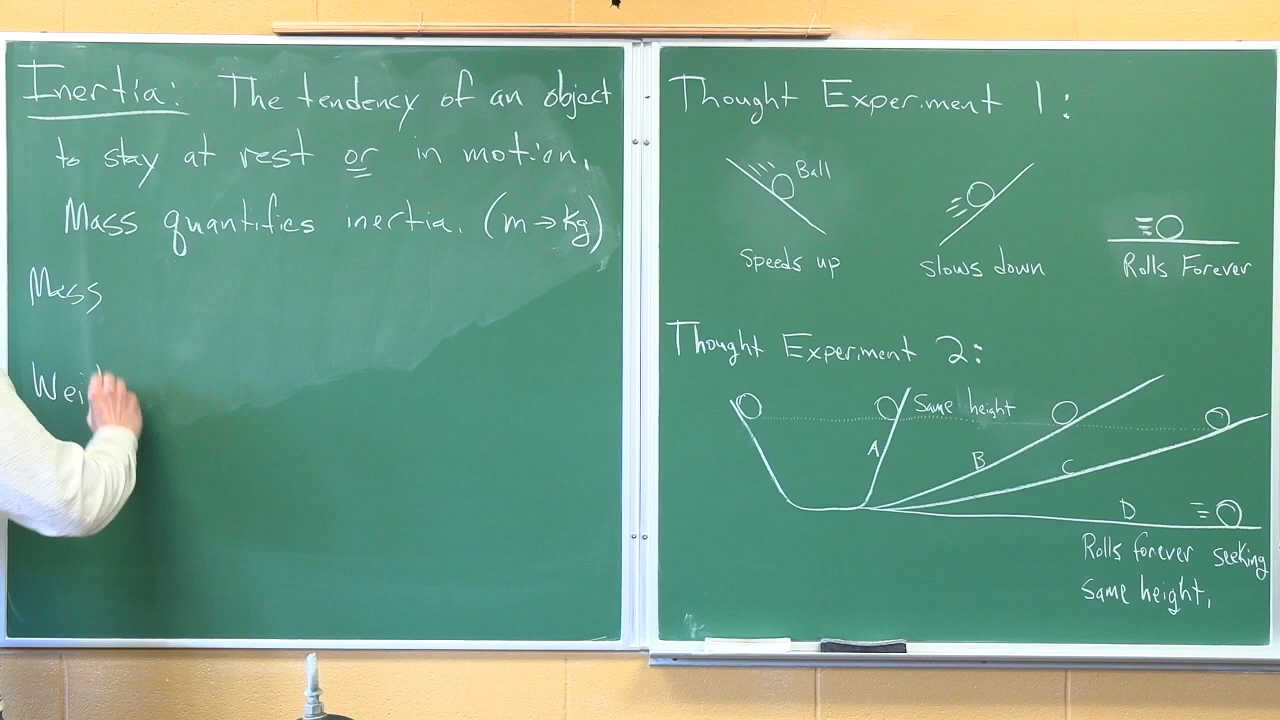 Inertia: The tendency of an object
to stay at rest or in motion.
Mass quantifies inertia. (m→kg)
Mass
Wei
Thought Experiment 1:
Ball
Speeds up
slows down
Rolls Forever
Thought Experiment 2:
Same height
A
B
C
D
Rolls forever seeking
same height.